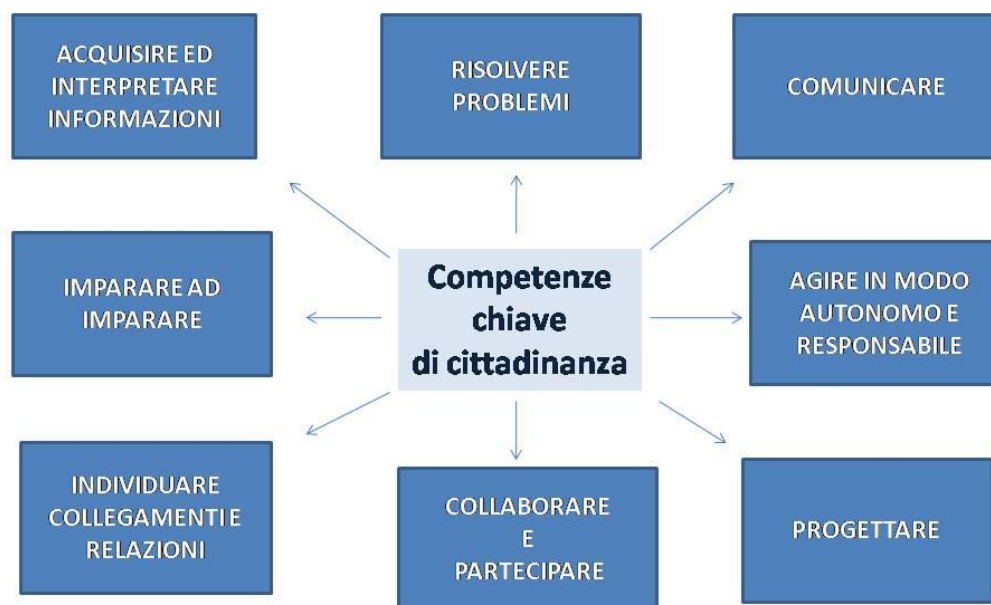 ACQUISIRE ED
INTERPRETARE
INFORMAZIONI
RISOLVERE
PROBLEMI
COMUNICARE
IMPARARE AD
IMPARARE
Competenze
chiave
di cittadinanza
AGIRE IN MODO
AUTONOMO E
RESPONSABILE
INDIVIDUARE
COLLEGAMENTI E
RELAZIONI
COLLABORARE
E
PARTECIPARE
PROGETTARE